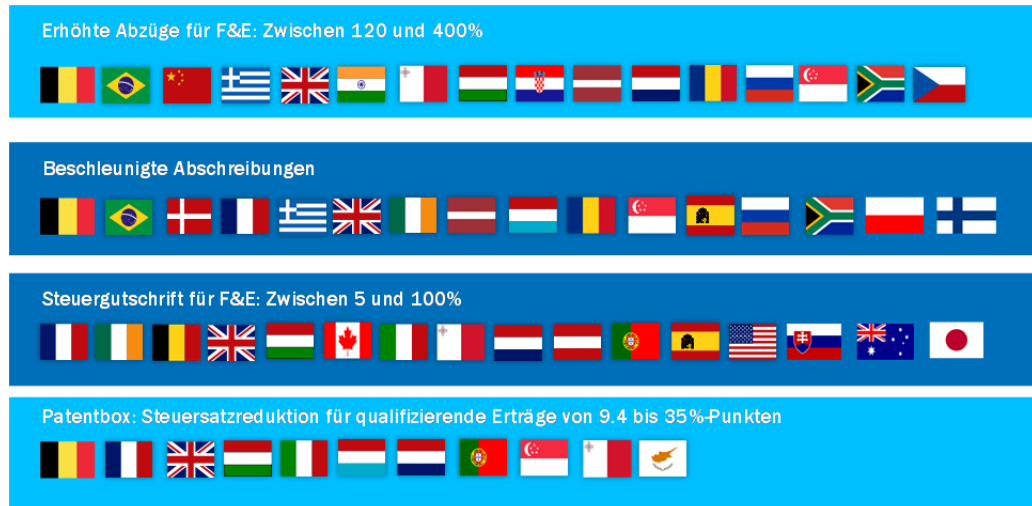 Erhöhte Abzüge für F&E: Zwischen 120 und 400%
Beschleunigte Abschreibungen
Steuergutschrift für F&E: Zwischen 5 und 100%
Patentbox: Steuersatzreduktion für qualifizierende Erträge von 9.4 bis 35%-Punkten